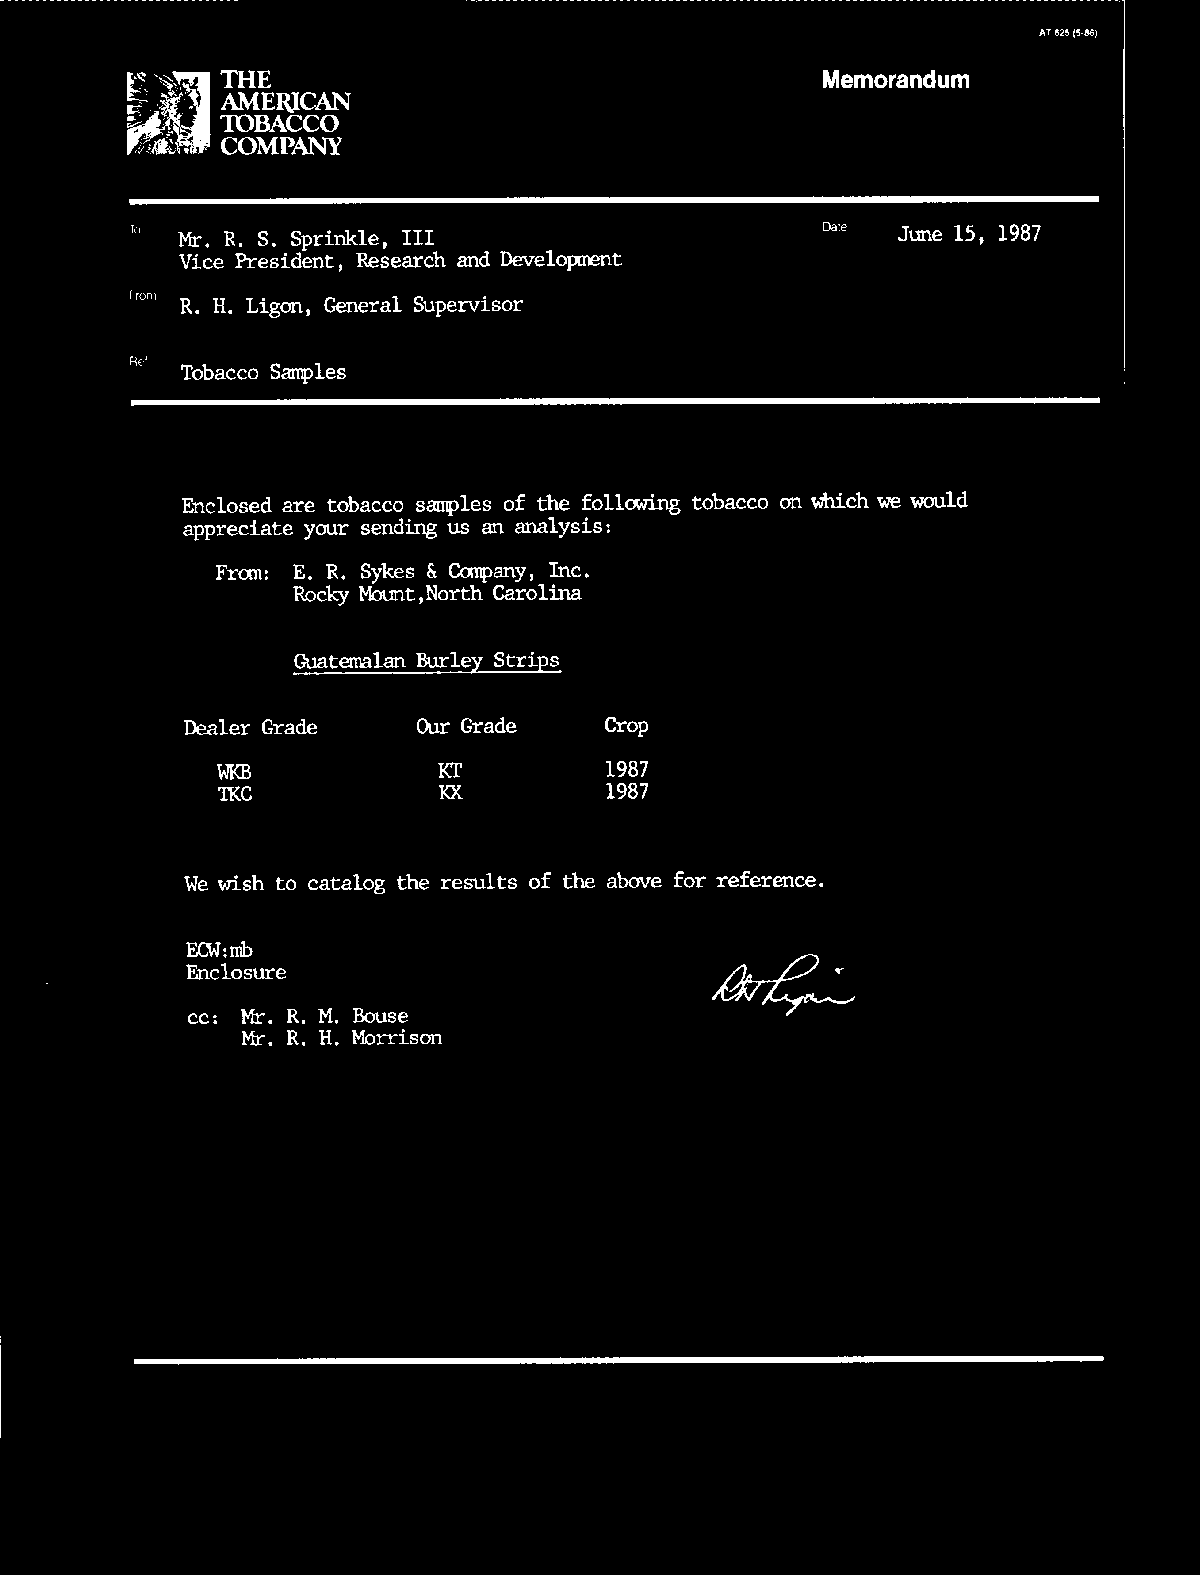 AT 625 (5-86)
THE
AMERICAN
TOBACCO
COMPANY
Memorandum
To Mr. R. S. Sprinkle, III
Vice President, Research and Development
Date June 15, 1987
From R. H. Ligon, General Supervisor
Ref Tobacco Samples
Enclosed are tobacco samples of the following tobacco on which we would
appreciate your sending us an analysis:
From: E. R. Sykes & Company, Inc.
Rocky Mount,North Carolina
Guatemalan Burley Strips
Dealer Grade Our Grade Crop
WKB KT 1987
TKC KX 1987
We wish to catalog the results of the above for reference.
ECW:mb
Enclosure
RH Ligon
cc: Mr. R. M. Bouse
Mr. R. H. Morrison